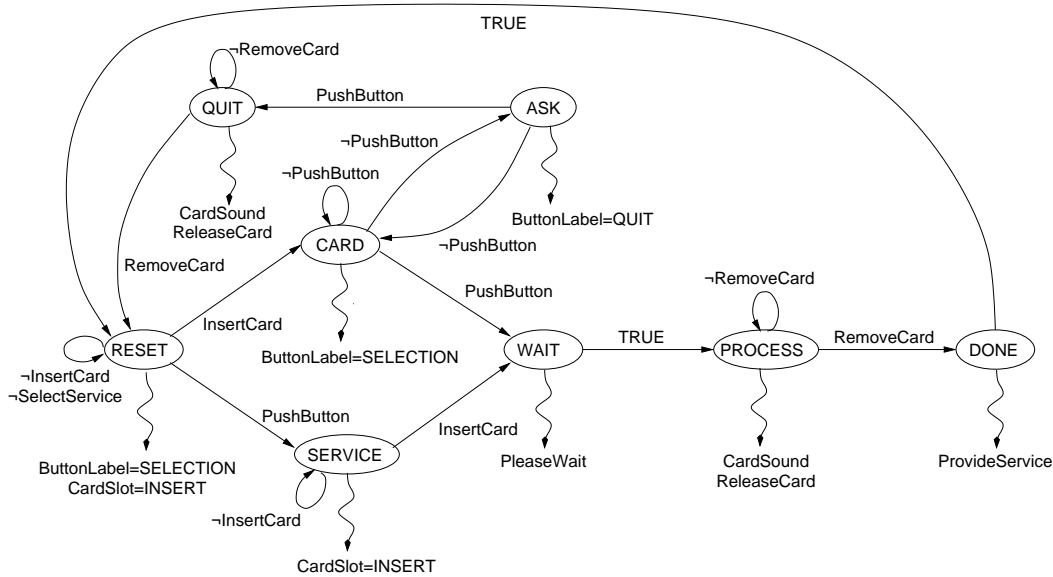 TRUE
¬RemoveCard
PushButton
QUIT
ASK
¬PushButton
¬PushButton
CardSound
ReleaseCard
ButtonLabel=QUIT
CARD
¬PushButton
RemoveCard
¬RemoveCard
PushButton
InsertCard
TRUE
RemoveCard
RESET
ButtonLabel=SELECTION
WAIT
PROCESS
DONE
¬InsertCard
¬SelectService
PushButton
InsertCard
SERVICE
PleaseWait
CardSound
ReleaseCard
ProvideService
ButtonLabel=SELECTION
CardSlot=INSERT
¬InsertCard
CardSlot=INSERT